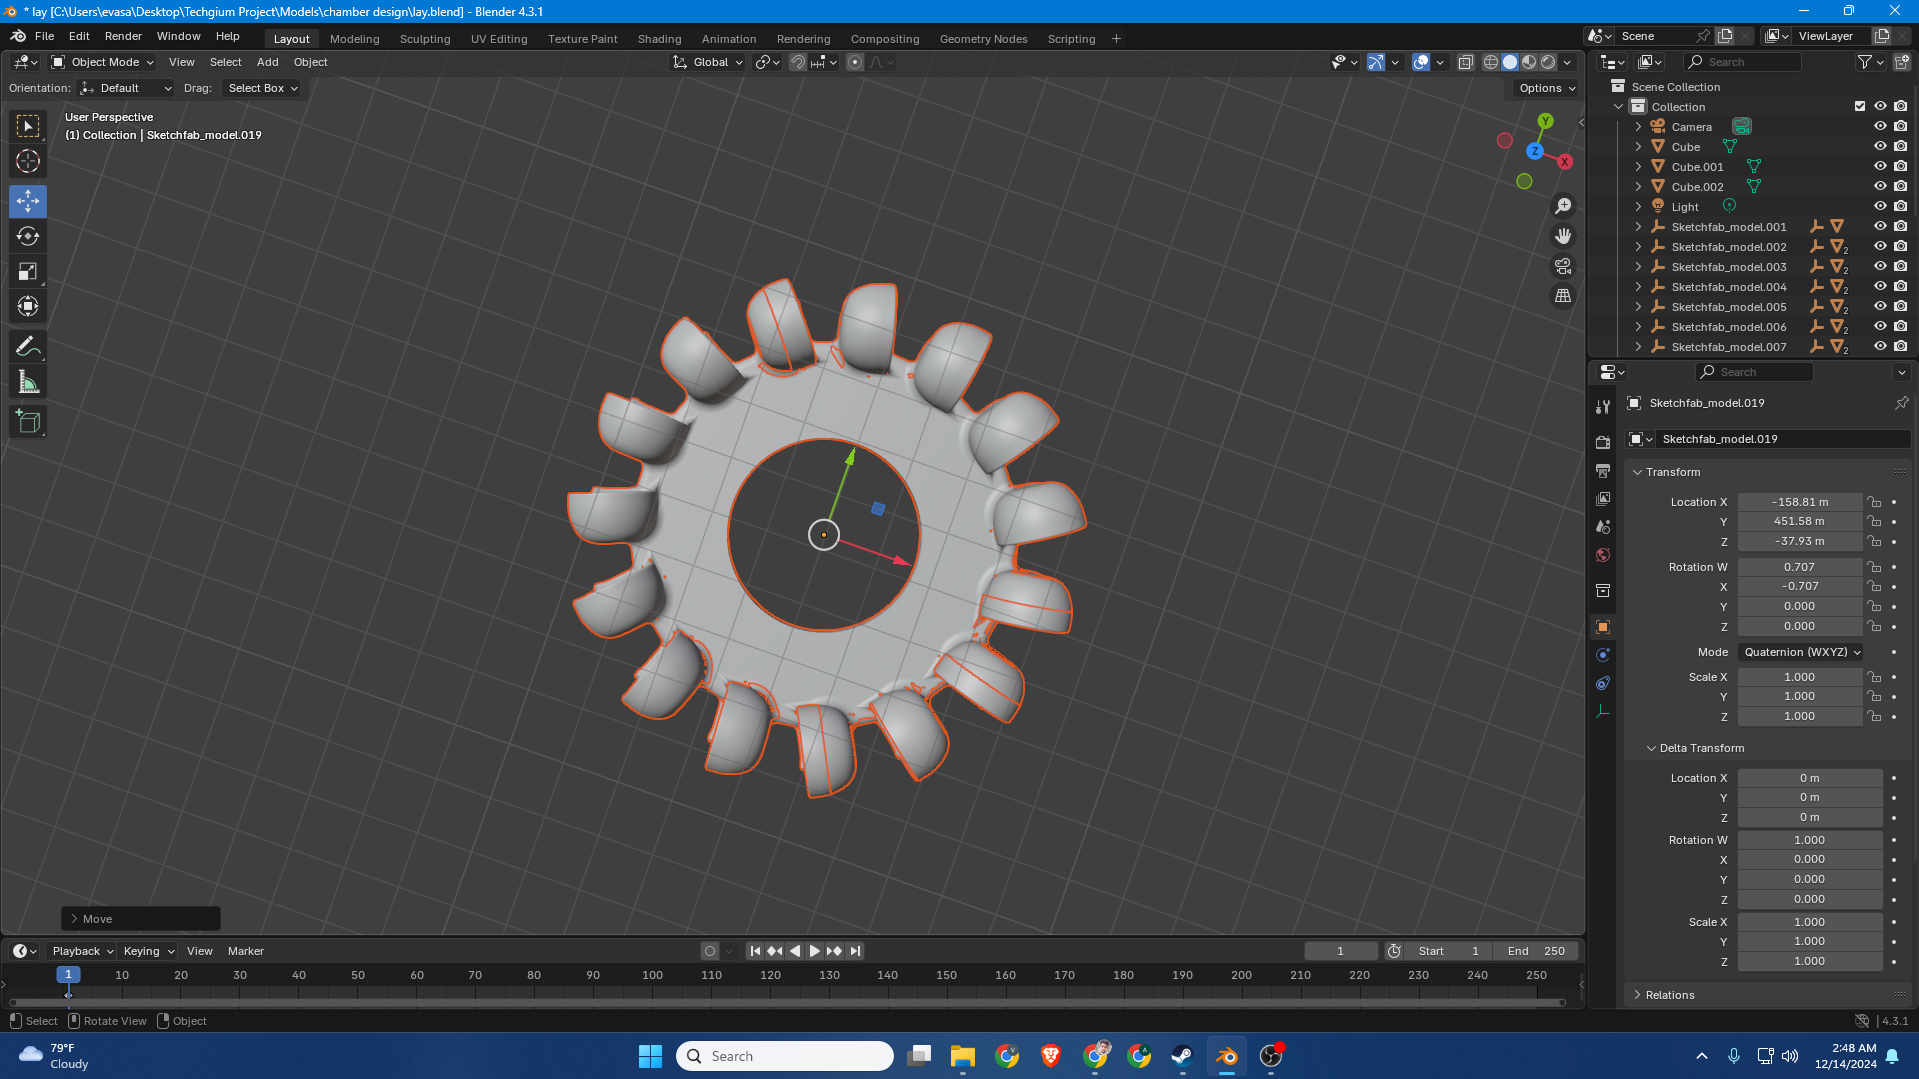 * lay [C:\Users\evasa\Desktop\Techgium Project\Models\chamber design\lay.blend] - Blender 4.3.1
File Edit Render Window Help Layout Modeling Sculpting UV Editing Texture Paint Shading Animation Rendering Compositing Geometry Nodes Scripting + Scene ViewLayer
Object Mode View Select Add Object Global Search
Orientation: Default Drag: Select Box Options
User Perspective
(1) Collection | Sketchfab_model.019
Y
Z
X
Scene Collection
Collection
Camera
Cube
Cube.001
Cube.002
Light
Sketchfab_model.001
Sketchfab_model.002 2
Sketchfab_model.003 2
Sketchfab_model.004 2
Sketchfab_model.005 2
Sketchfab_model.006 2
Sketchfab_model.007 2
Search
Sketchfab_model.019
Sketchfab_model.019
Transform
Location X -158.81 m
Y 451.58 m
Z -37.93 m
Rotation W 0.707
X -0.707
Y 0.000
Z 0.000
Mode Quaternion (WXYZ)
Scale X 1.000
Y 1.000
Z 1.000
Delta Transform
Location X 0 m
Y 0 m
Z 0 m
Rotation W 1.000
X 0.000
Y 0.000
Z 0.000
Scale X 1.000
Y 1.000
Z 1.000
Relations
Move
Playback Keying View Marker 1 Start 1 End 250
1 10 20 30 40 50 60 70 80 90 100 110 120 130 140 150 160 170 180 190 200 210 220 230 240 250
Select Rotate View Object 4.3.1
79°F
Cloudy
Search
2:48 AM
12/14/2024